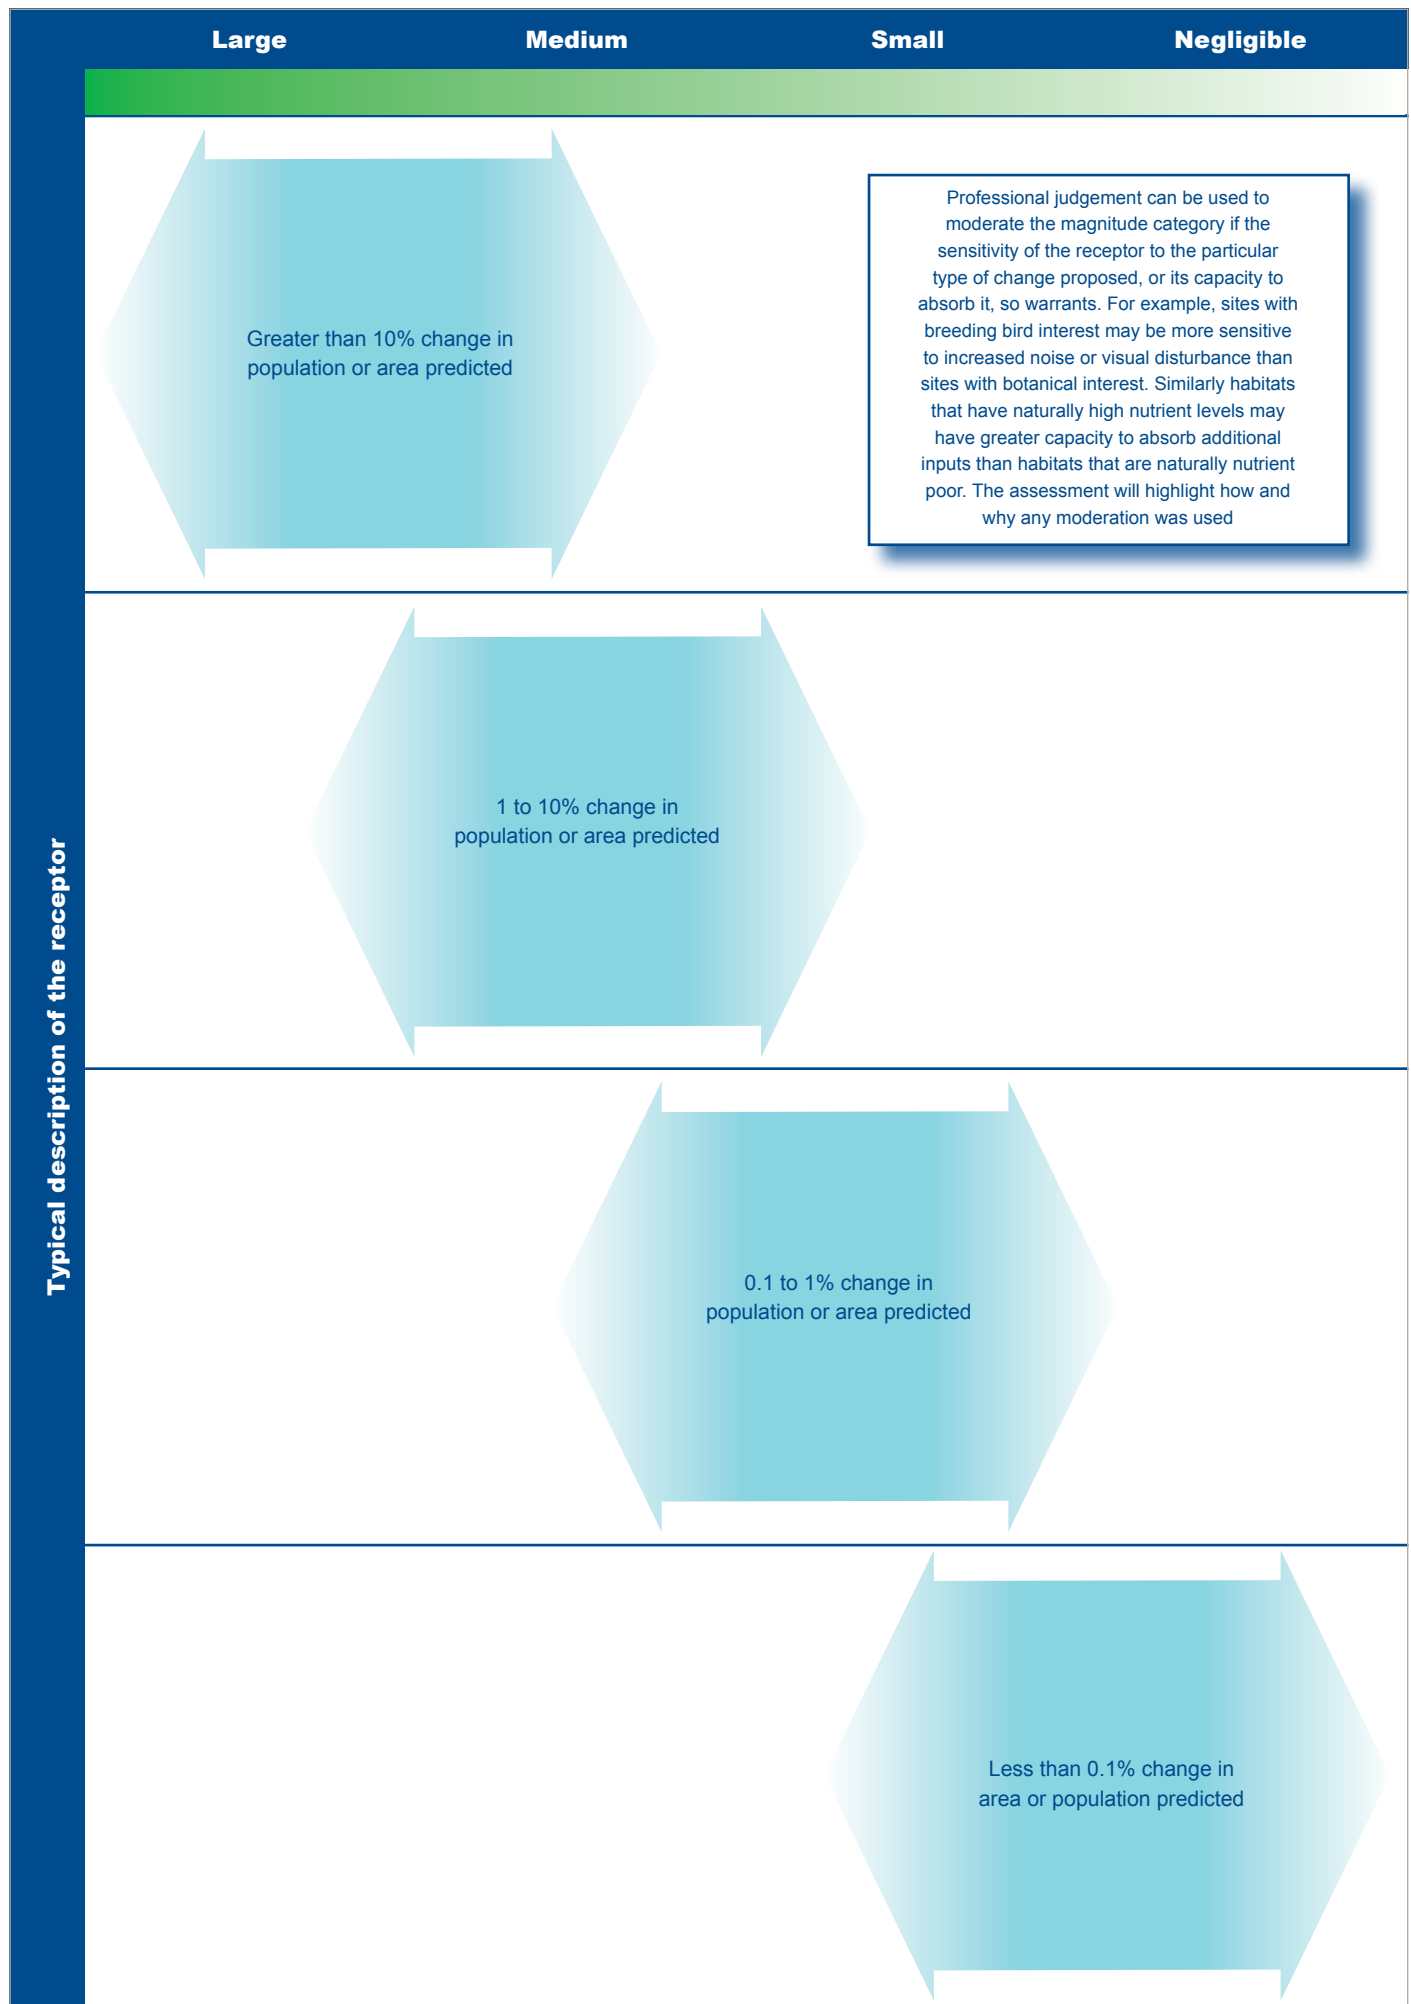 Large Medium Small Negligible
Typical description of the receptor
Greater than 10% change in
population or area predicted
Professional judgement can be used to
moderate the magnitude category if the
sensitivity of the receptor to the particular
type of change proposed, or its capacity to
absorb it, so warrants. For example, sites with
breeding bird interest may be more sensitive
to increased noise or visual disturbance than
sites with botanical interest. Similarly habitats
that have naturally high nutrient levels may
have greater capacity to absorb additional
inputs than habitats that are naturally nutrient
poor. The assessment will highlight how and
why any moderation was used
1 to 10% change in
population or area predicted
0.1 to 1% change in
population or area predicted
Less than 0.1% change in
area or population predicted